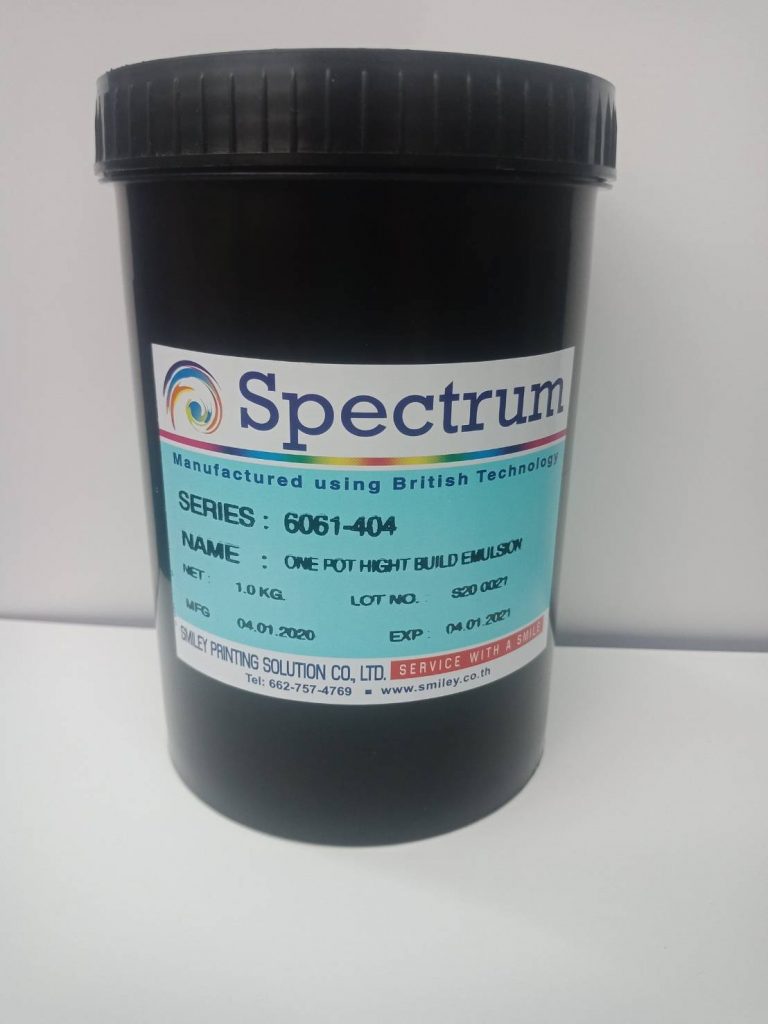 Spectrum
Manufactured using British Technology
SERIES : 6061-404
NAME : ONE POT HIGHT BUILD EMULSION
NET : 1.0 KG. LOT NO. S20 0021
MFG 04.01.2020 EXP : 04.01.2021
SMILEY PRINTING SOLUTION CO., LTD. SERVICE WITH A SMILE
Tel: 662-757-4769 ■ www.smiley.co.th